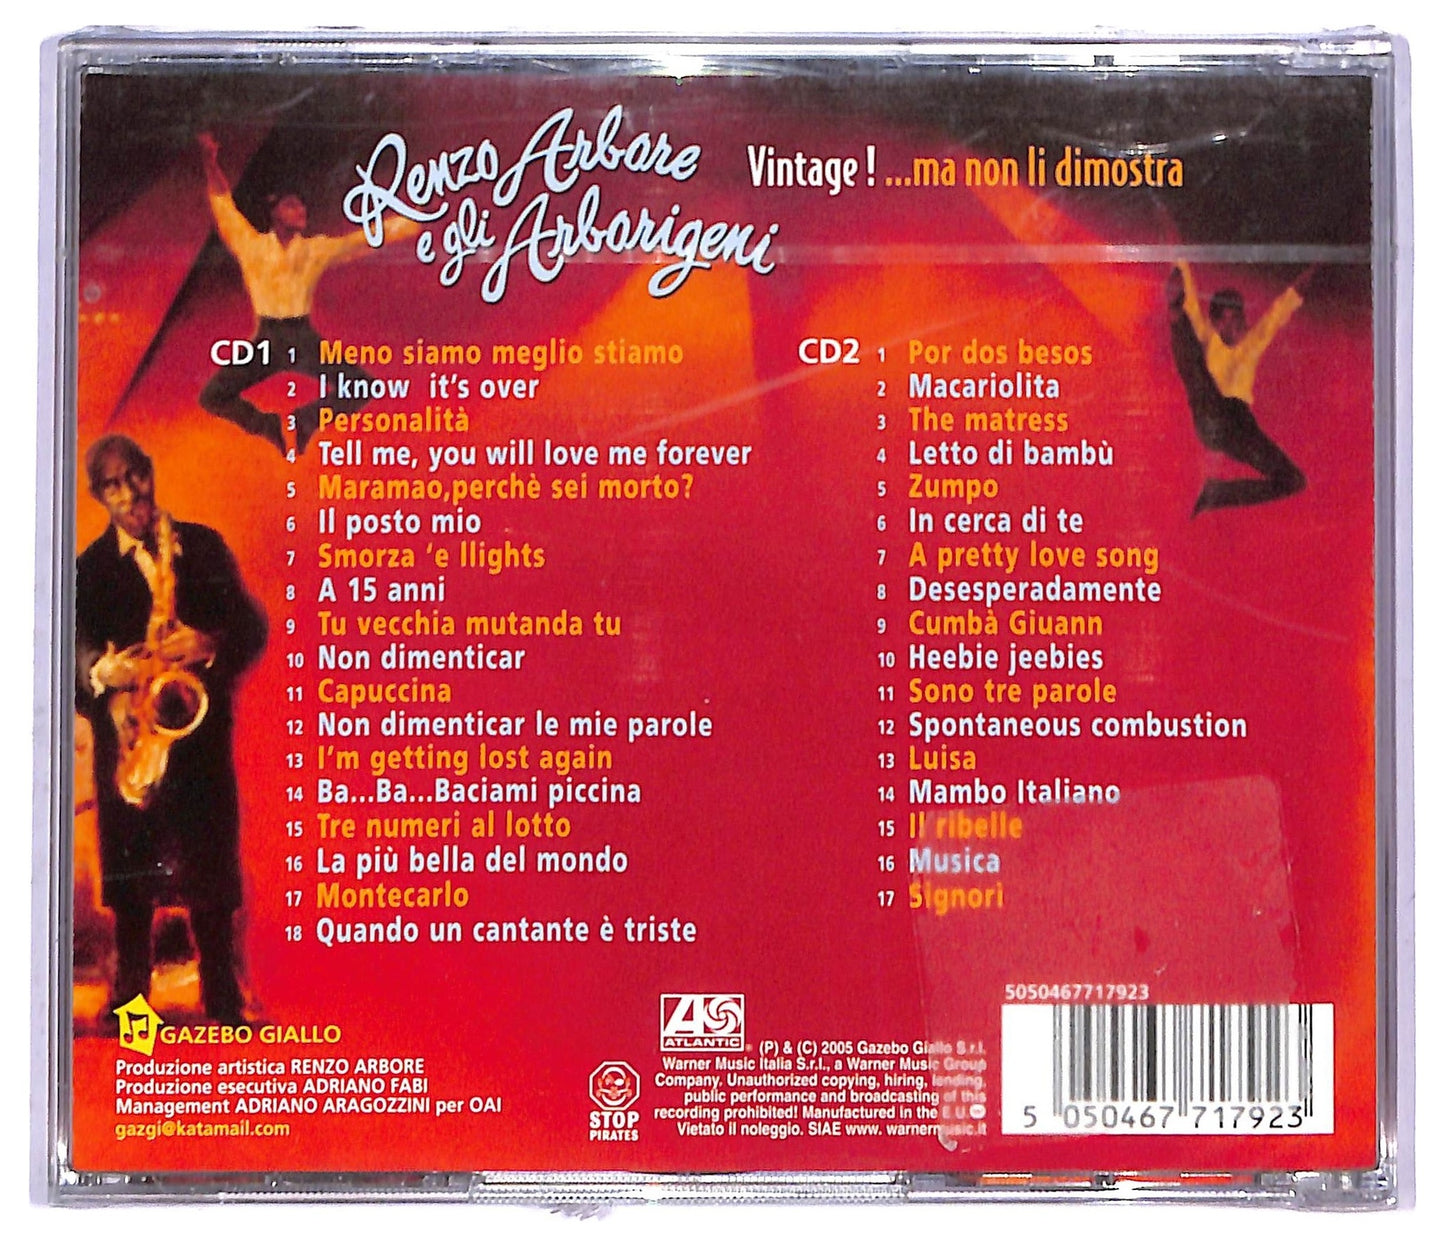 Renzo Arbore
e gli Arborigeni
Vintage ! ...ma non li dimostra
CD1
1 Meno siamo meglio stiamo
2 I know it's over
3 Personalità
4 Tell me, you will love me forever
5 Maramao,perchè sei morto?
6 Il posto mio
7 Smorza 'e llights
8 A 15 anni
9 Tu vecchia mutanda tu
10 Non dimenticar
11 Capuccina
12 Non dimenticar le mie parole
13 I'm getting lost again
14 Ba...Ba...Baciami piccina
15 Tre numeri al lotto
16 La più bella del mondo
17 Montecarlo
18 Quando un cantante è triste
CD2
1 Por dos besos
2 Macariolita
3 The matress
4 Letto di bambù
5 Zumpo
6 In cerca di te
7 A pretty love song
8 Desesperadamente
9 Cumbà Giuann
10 Heebie jeebies
11 Sono tre parole
12 Spontaneous combustion
13 Luisa
14 Mambo Italiano
15 Il ribelle
16 Musica
17 Signorì
GAZEBO GIALLO
Produzione artistica RENZO ARBORE
Produzione esecutiva ADRIANO FABI
Management ADRIANO ARAGOZZINI per OAI
gazgi@katamail.com
STOP
PIRATES
ATLANTIC
(P) & (C) 2005 Gazebo Giallo S.r.l.
Warner Music Italia S.r.l., a Warner Music Group
Company. Unauthorized copying, hiring, lending,
public performance and broadcasting of this
recording prohibited! Manufactured in the E.U.
Vietato il noleggio. SIAE www. warnermusic.it
5050467717923
5 050467 717923